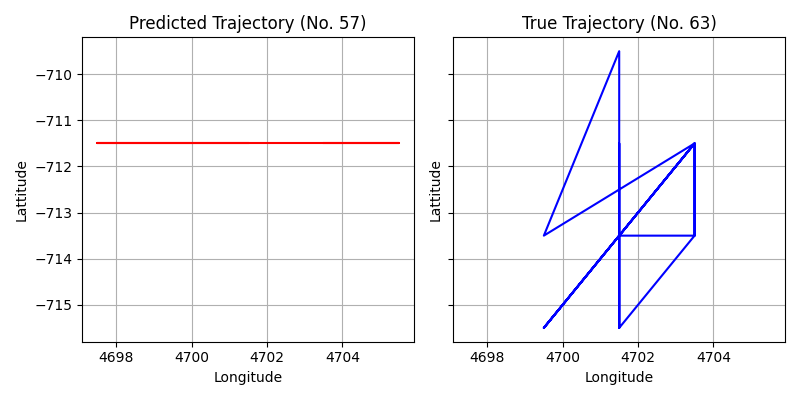 Predicted Trajectory (No. 57)
−710
−711
−712
−713
−714
−715
Lattitude
4698 4700 4702 4704
Longitude
True Trajectory (No. 63)
Lattitude
4698 4700 4702 4704
Longitude